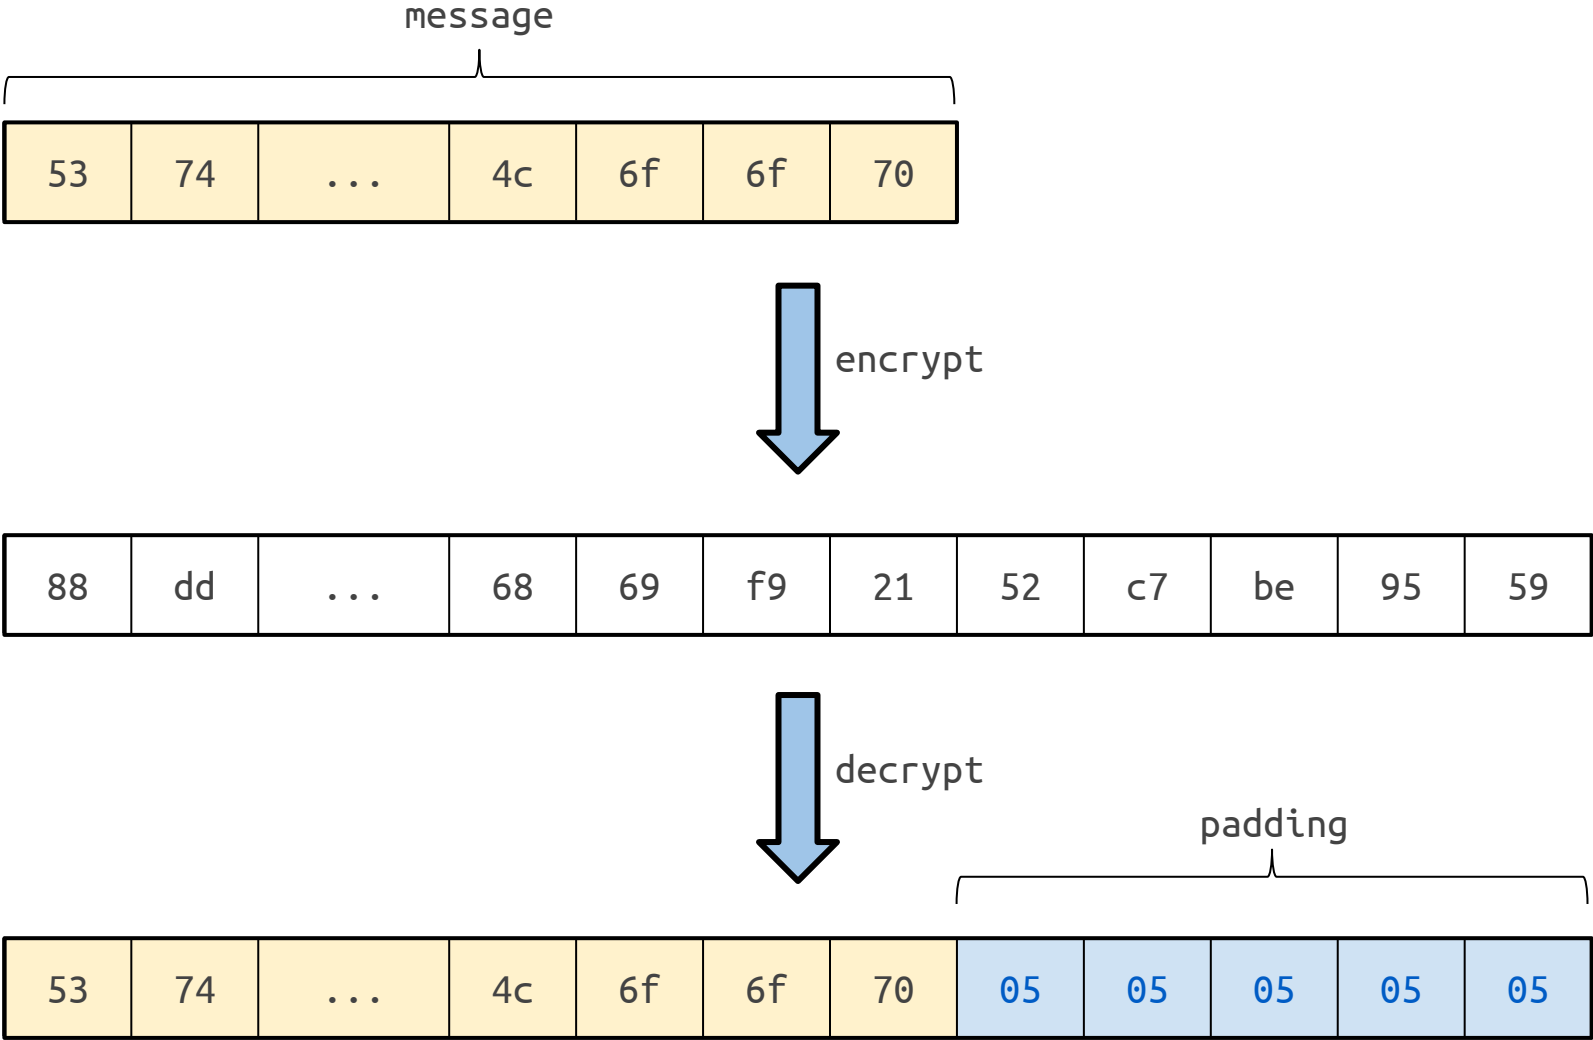 message
53 74 ... 4c 6f 6f 70
encrypt
88 dd ... 68 69 f9 21 52 c7 be 95 59
decrypt
padding
53 74 ... 4c 6f 6f 70 05 05 05 05 05